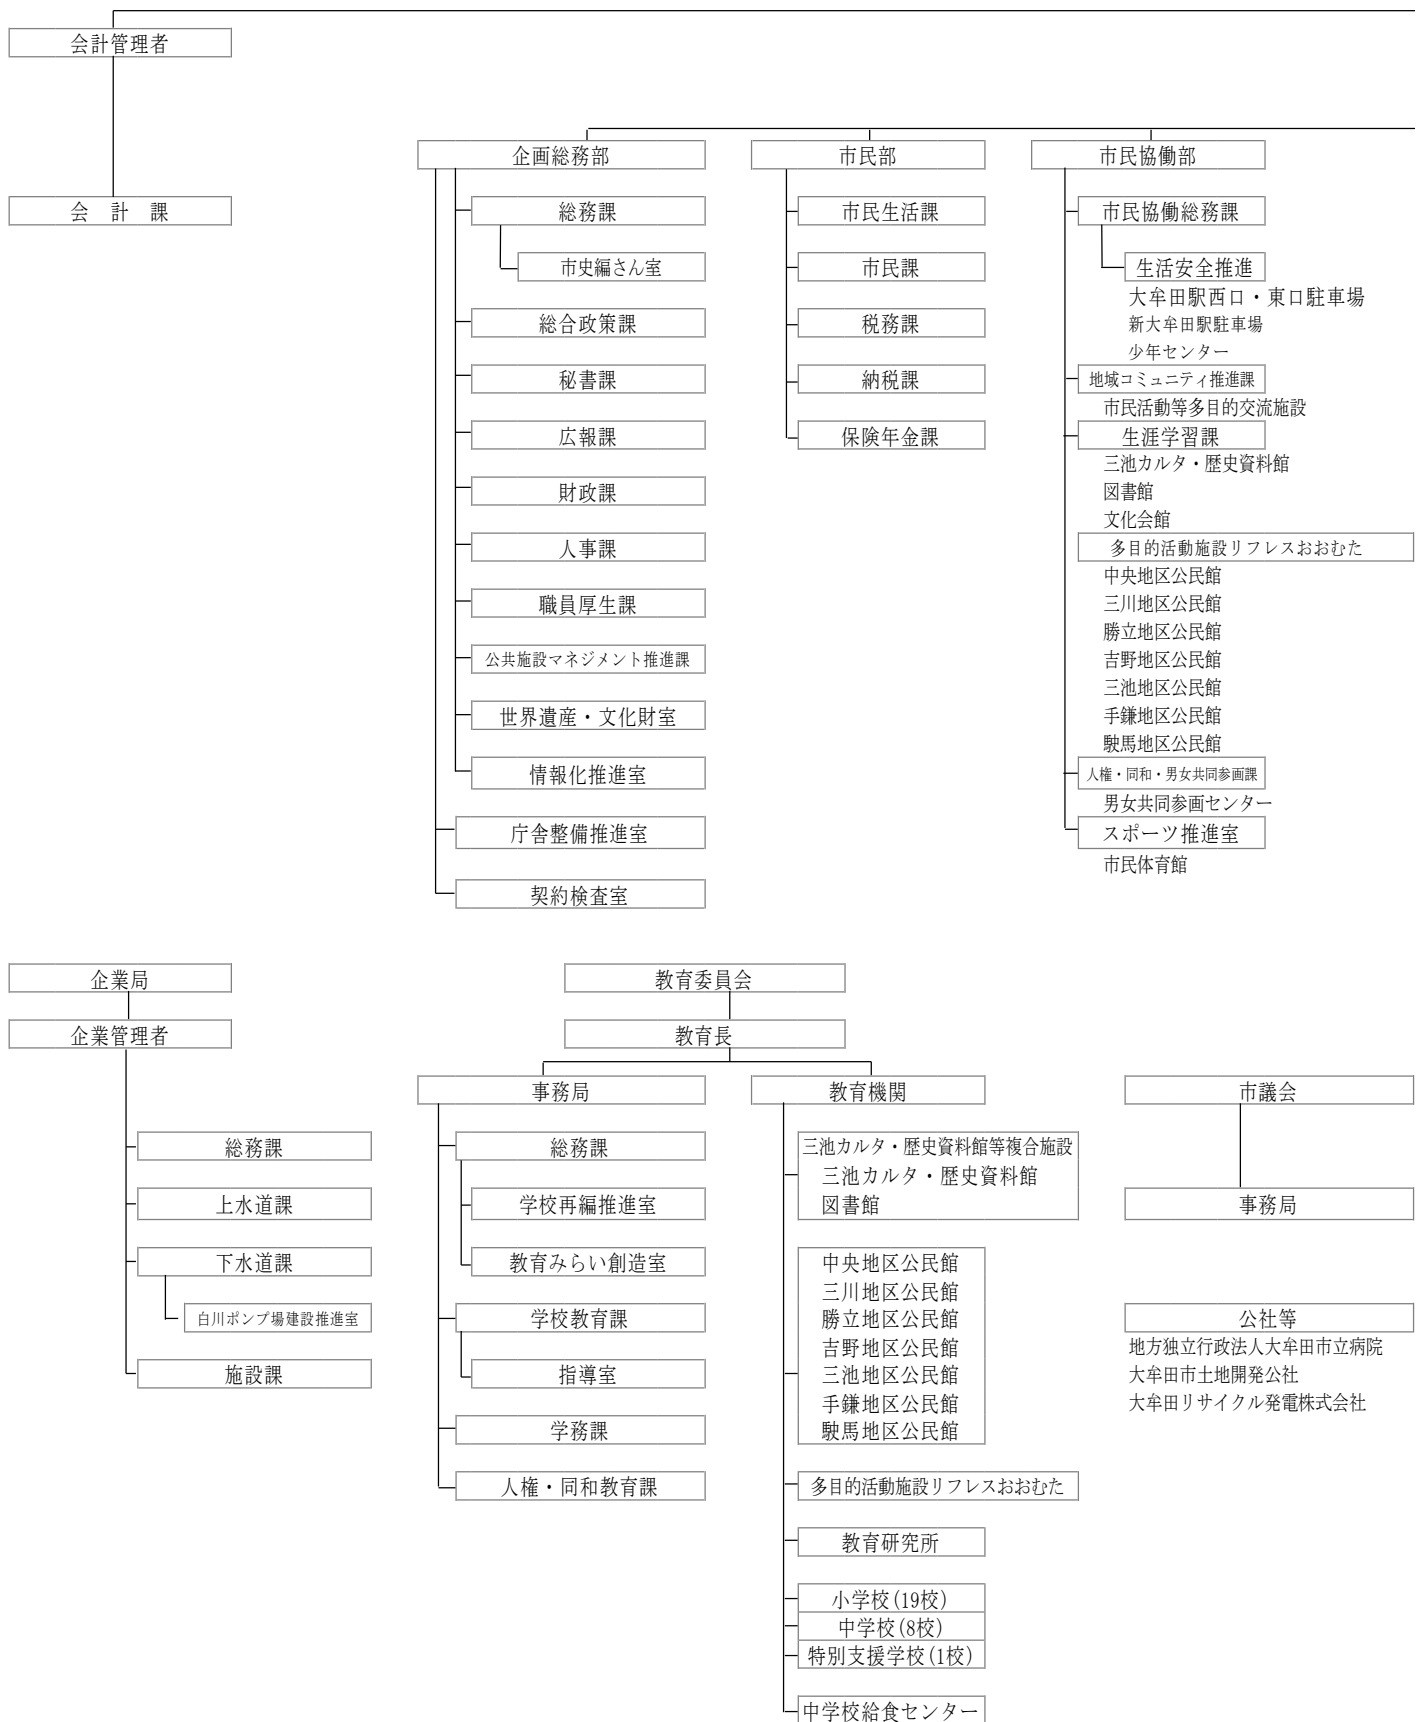 会計管理者
会　計　課
企画総務部
総務課
市史編さん室
総合政策課
秘書課
広報課
財政課
人事課
職員厚生課
公共施設マネジメント推進課
世界遺産・文化財室
情報化推進室
庁舎整備推進室
契約検査室
市民部
市民生活課
市民課
税務課
納税課
保険年金課
市民協働部
市民協働総務課
生活安全推進
大牟田駅西口・東口駐車場
新大牟田駅駐車場
少年センター
地域コミュニティ推進課
市民活動等多目的交流施設
生涯学習課
三池カルタ・歴史資料館
図書館
文化会館
多目的活動施設リフレスおおむた
中央地区公民館
三川地区公民館
勝立地区公民館
吉野地区公民館
三池地区公民館
手鎌地区公民館
駛馬地区公民館
人権・同和・男女共同参画課
男女共同参画センター
スポーツ推進室
市民体育館
企業局
企業管理者
総務課
上水道課
下水道課
白川ポンプ場建設推進室
施設課
教育委員会
教育長
事務局
総務課
学校再編推進室
教育みらい創造室
学校教育課
指導室
学務課
人権・同和教育課
教育機関
三池カルタ・歴史資料館等複合施設
三池カルタ・歴史資料館
図書館
中央地区公民館
三川地区公民館
勝立地区公民館
吉野地区公民館
三池地区公民館
手鎌地区公民館
駛馬地区公民館
多目的活動施設リフレスおおむた
教育研究所
小学校(19校)
中学校(8校)
特別支援学校(1校)
中学校給食センター
市議会
事務局
公社等
地方独立行政法人大牟田市立病院
大牟田市土地開発公社
大牟田リサイクル発電株式会社